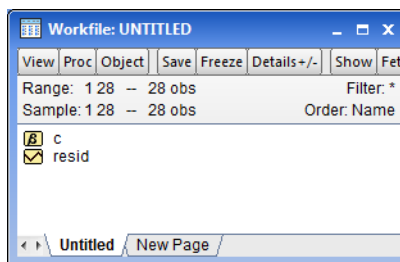 Workfile: UNTITLED
View Proc Object Save Freeze Details+/- Show Fet
Range: 1 28 -- 28 obs Filter: *
Sample: 1 28 -- 28 obs Order: Name
β c
resid
Untitled New Page